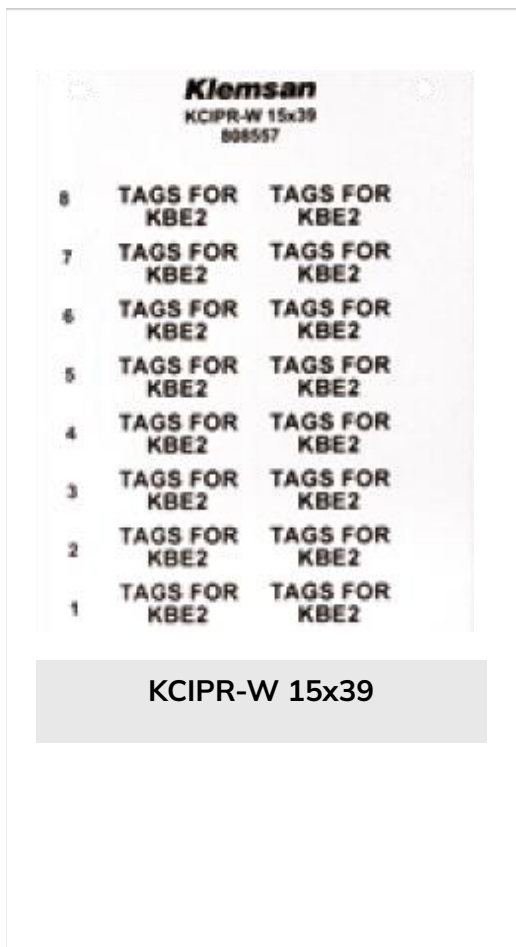 Klemsan
KCIPR-W 15x39
808557
8 TAGS FOR TAGS FOR
KBE2 KBE2
7 TAGS FOR TAGS FOR
KBE2 KBE2
6 TAGS FOR TAGS FOR
KBE2 KBE2
5 TAGS FOR TAGS FOR
KBE2 KBE2
4 TAGS FOR TAGS FOR
KBE2 KBE2
3 TAGS FOR TAGS FOR
KBE2 KBE2
2 TAGS FOR TAGS FOR
KBE2 KBE2
1 TAGS FOR TAGS FOR
KBE2 KBE2
KCIPR-W 15x39